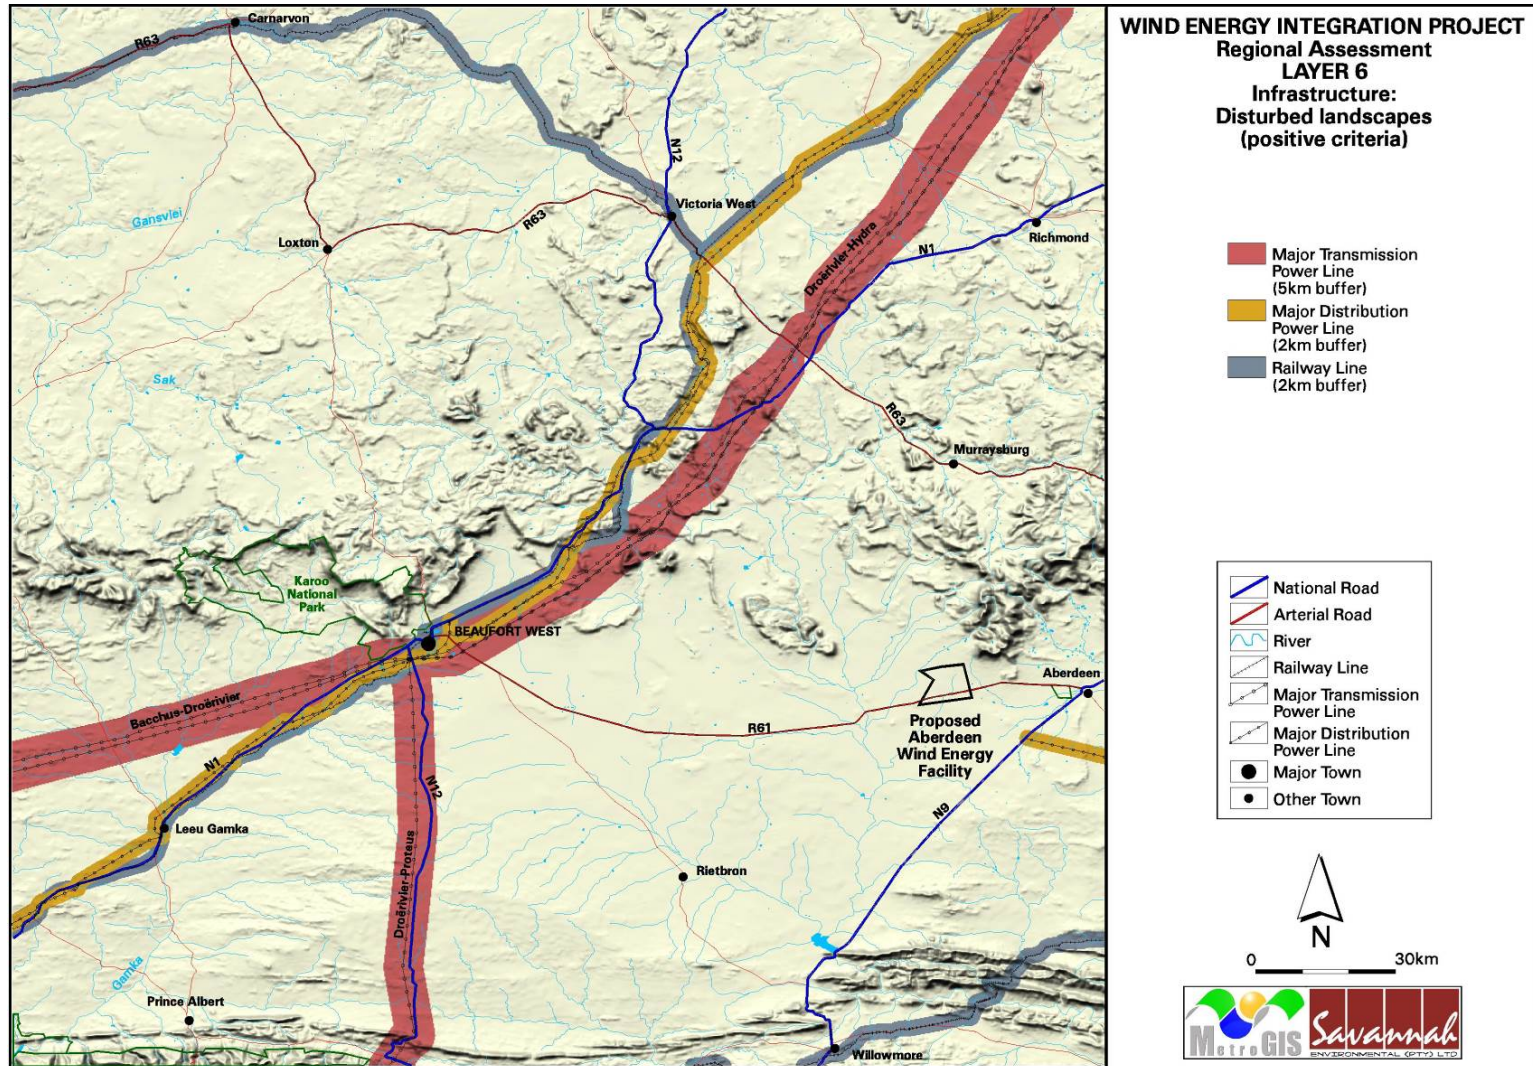 WIND ENERGY INTEGRATION PROJECT
Regional Assessment
LAYER 6
Infrastructure:
Disturbed landscapes
(positive criteria)
Major Transmission
Power Line
(5km buffer)
Major Distribution
Power Line
(2km buffer)
Railway Line
(2km buffer)
National Road
Arterial Road
River
Railway Line
Major Transmission
Power Line
Major Distribution
Power Line
Major Town
Other Town
N
0 30km
MetroGIS
Savannah
ENVIRONMENTAL (PTY) LTD
Carnarvon
R63
N12
Victoria West
Gansvlei
Loxton
R63
Richmond
N1
Droërivier-Hydra
Sak
R63
Murraysburg
Karoo
National
Park
BEAUFORT WEST
Bacchus-Droërivier
Aberdeen
R61
Proposed
Aberdeen
Wind Energy
Facility
N1
N12
N9
Leeu Gamka
Droërivier-Proteus
Rietbron
Gamka
Prince Albert
Willowmore